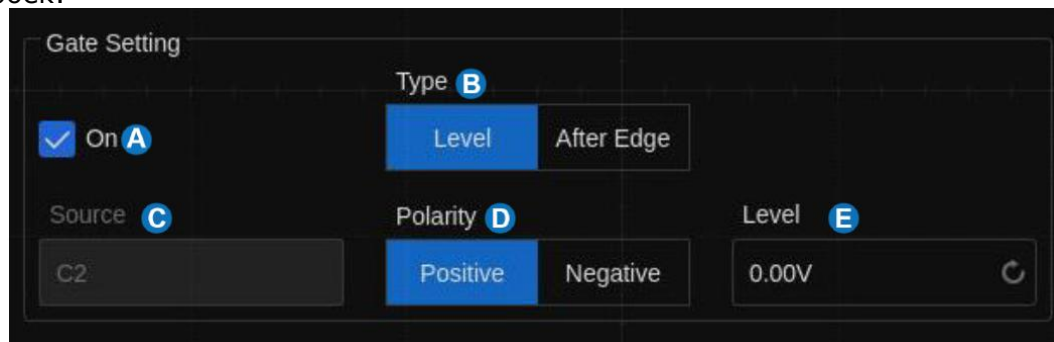 Gate Setting
Type B
On A
Level After Edge
Source C Polarity D Level E
C2 Positive Negative 0.00V